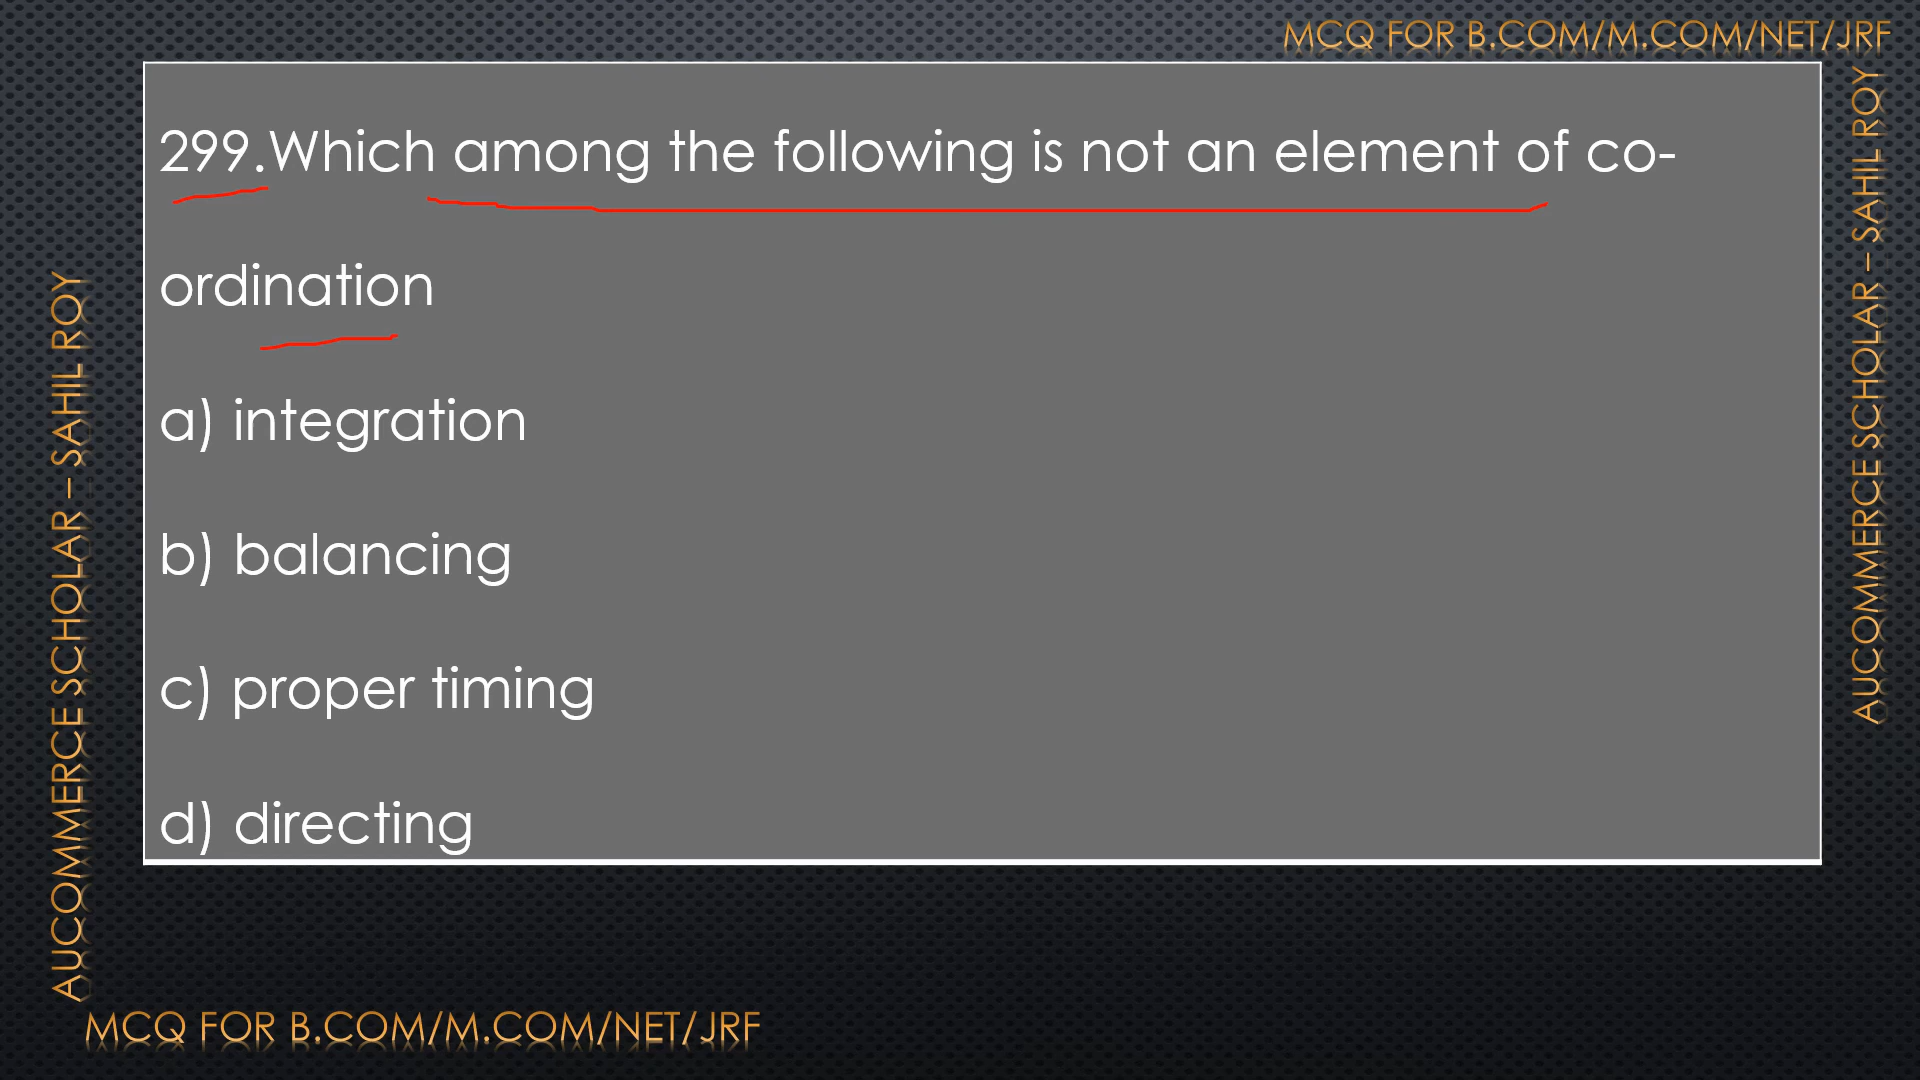 MCQ FOR B.COM/M.COM/NET/JRF
299.Which among the following is not an element of co-
ordination
a) integration
b) balancing
c) proper timing
d) directing
AUCOMMERCE SCHOLAR – SAHIL ROY
AUCOMMERCE SCHOLAR – SAHIL ROY
MCQ FOR B.COM/M.COM/NET/JRF